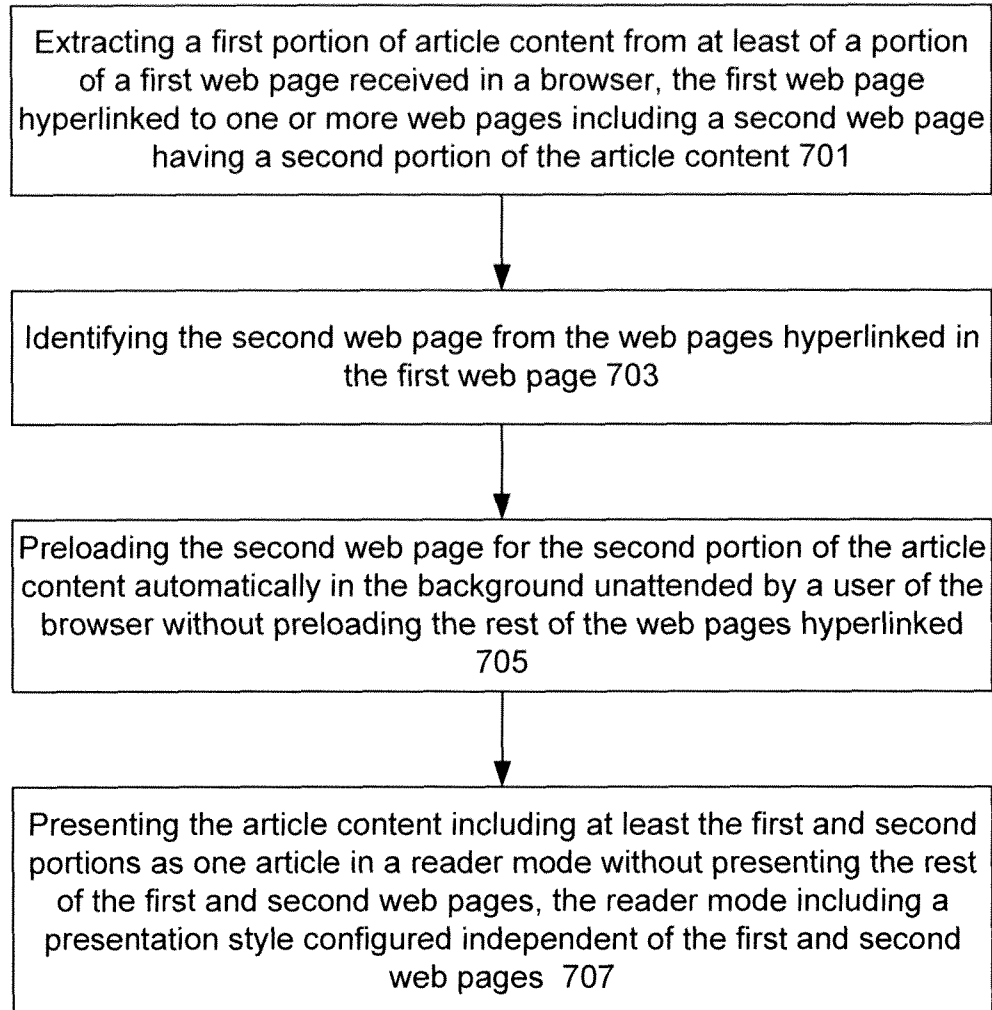 Extracting a first portion of article content from at least of a portion
of a first web page received in a browser, the first web page
hyperlinked to one or more web pages including a second web page
having a second portion of the article content 701
Identifying the second web page from the web pages hyperlinked in
the first web page 703
Preloading the second web page for the second portion of the article
content automatically in the background unattended by a user of the
browser without preloading the rest of the web pages hyperlinked
705
Presenting the article content including at least the first and second
portions as one article in a reader mode without presenting the rest
of the first and second web pages, the reader mode including a
presentation style configured independent of the first and second
web pages 707